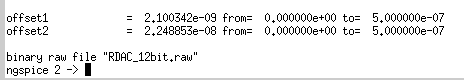 offset1             =  2.100342e-09 from=  0.000000e+00 to=  5.000000e-07
offset2             =  2.248853e-08 from=  0.000000e+00 to=  5.000000e-07
binary raw file "RDAC_12bit.raw"
ngspice 2 ->